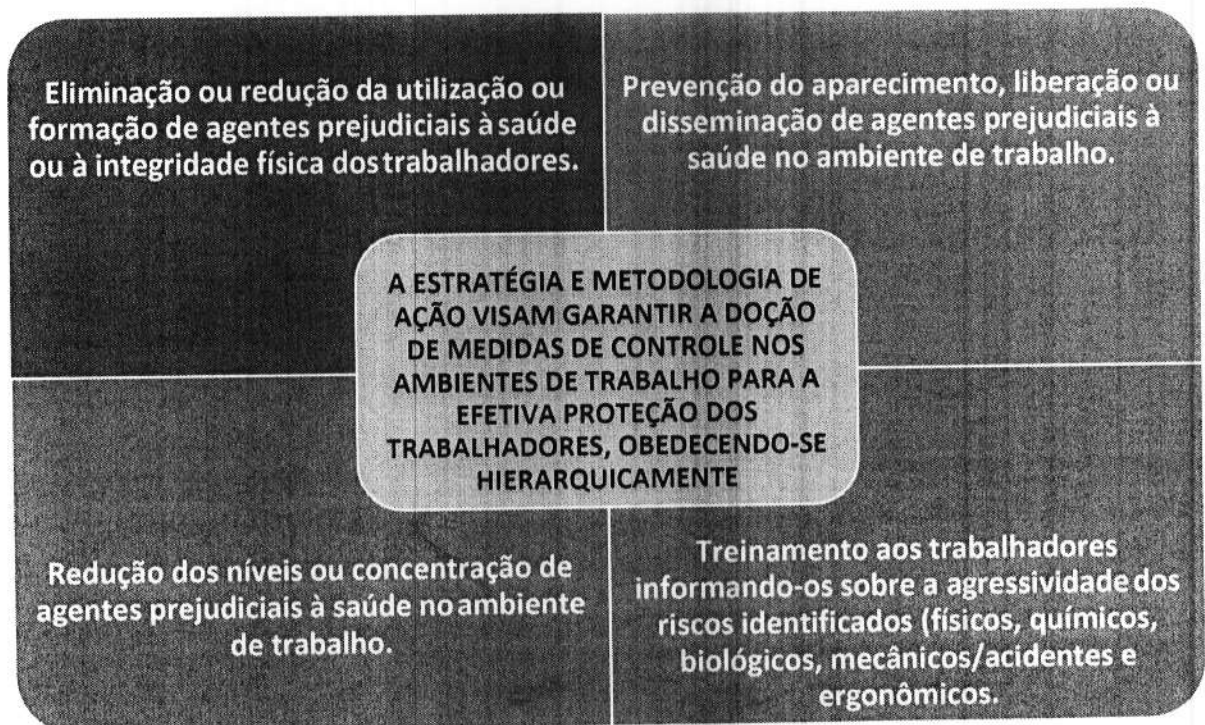 Eliminação ou redução da utilização ou
formação de agentes prejudiciais à saúde
ou à integridade física dos trabalhadores.
Prevenção do aparecimento, liberação ou
disseminação de agentes prejudiciais à
saúde no ambiente de trabalho.
A ESTRATÉGIA E METODOLOGIA DE
AÇÃO VISAM GARANTIR A DOÇÃO
DE MEDIDAS DE CONTROLE NOS
AMBIENTES DE TRABALHO PARA A
EFETIVA PROTEÇÃO DOS
TRABALHADORES, OBEDECENDO-SE
HIERARQUICAMENTE
Redução dos níveis ou concentração de
agentes prejudiciais à saúde no ambiente
de trabalho.
Treinamento aos trabalhadores
informando-os sobre a agressividade dos
riscos identificados (físicos, químicos,
biológicos, mecânicos/acidentes e
ergonômicos.